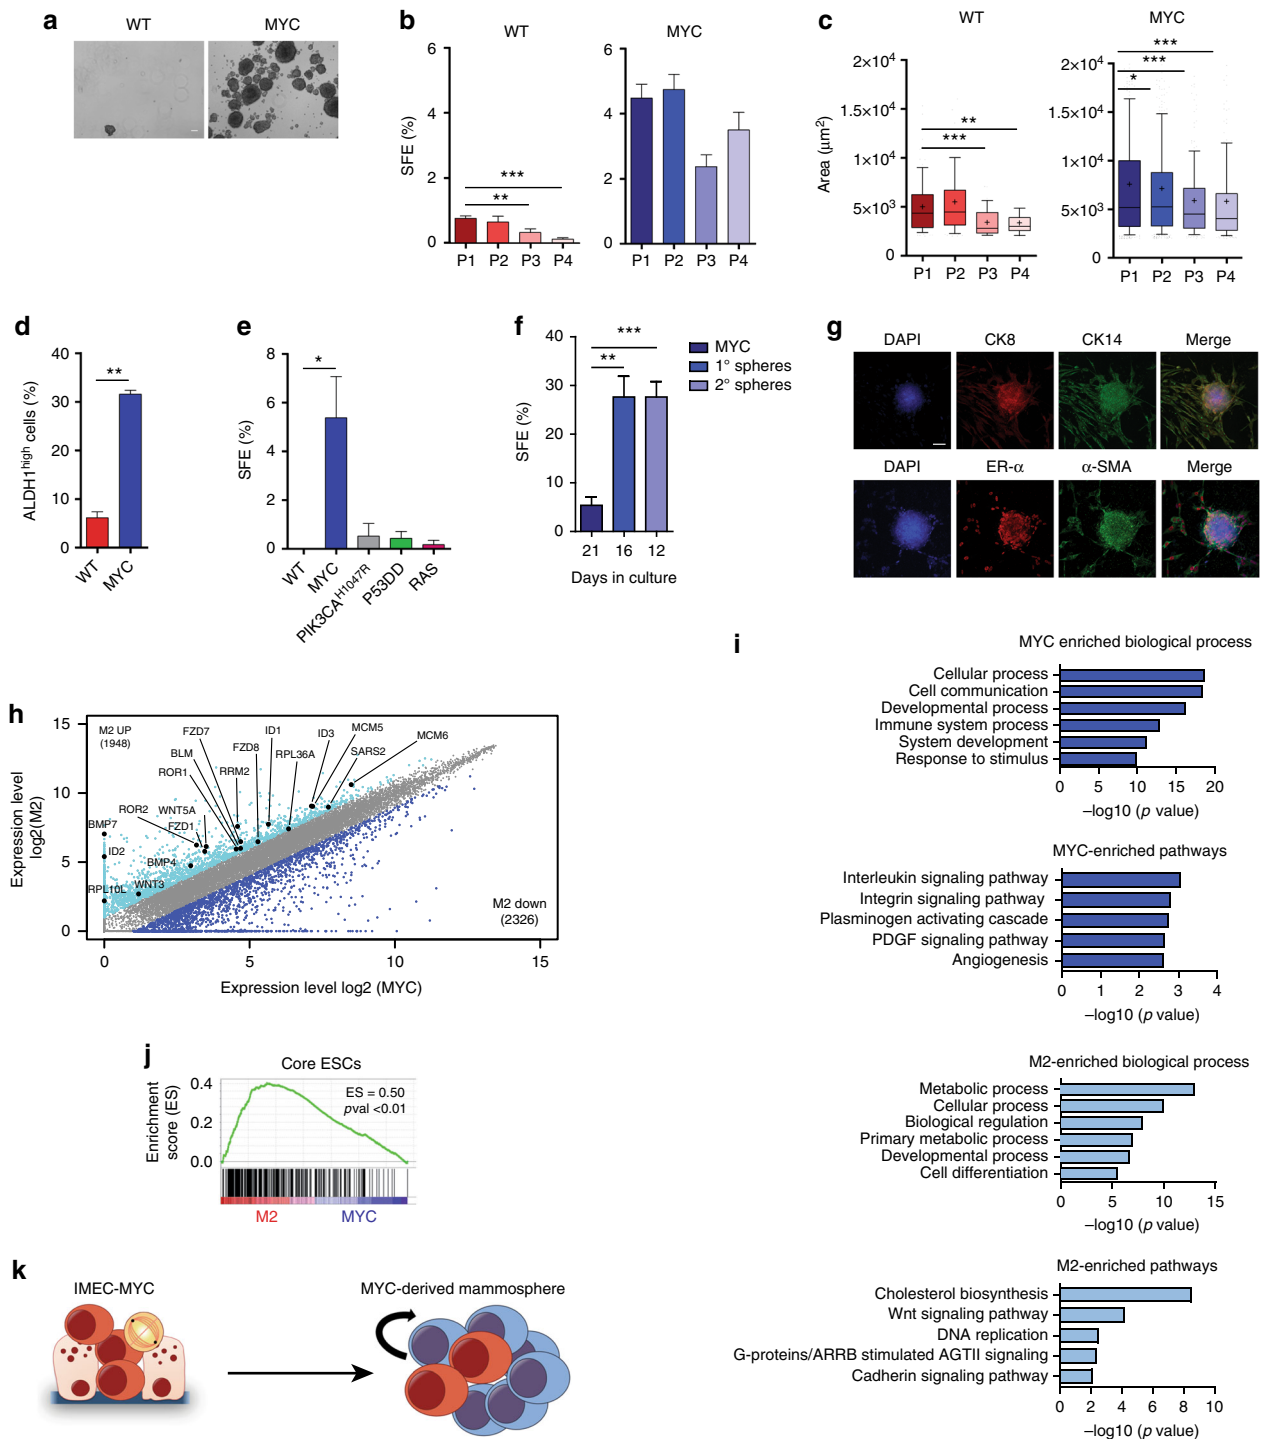 a
WT
MYC
b
WT
MYC
SFE (%)
6
4
2
0
P1 P2 P3 P4
**
***
6
4
2
0
P1 P2 P3 P4
c
WT
MYC
Area (μm²)
2×10⁴
1.5×10⁴
1×10⁴
5×10³
0
P1 P2 P3 P4
**
***
2×10⁴
1.5×10⁴
1×10⁴
5×10³
0
P1 P2 P3 P4
***
***
*
d
ALDH1high cells (%)
40
30
20
10
0
**
WT
MYC
e
SFE (%)
8
6
4
2
0
*
WT
MYC
PIK3CAH1047R
P53DD
RAS
f
SFE (%)
40
30
20
10
0
***
**
21 16 12
Days in culture
MYC
1° spheres
2° spheres
g
DAPI CK8 CK14 Merge
DAPI ER-α α-SMA Merge
h
Expression level
log2(M2)
15
10
5
0
M2 UP
(1948)
FZD7
BLM
ROR1
RRM2
FZD8
ID1
RPL36A
ID3
MCM5
SARS2
MCM6
ROR2
WNT5A
FZD1
BMP7
ID2
BMP4
RPL10L
WNT3
M2 down
(2326)
0 5 10 15
Expression level log2 (MYC)
i
MYC enriched biological process
Cellular process
Cell communication
Developmental process
Immune system process
System development
Response to stimulus
0 5 10 15 20
–log10 (p value)
MYC-enriched pathways
Interleukin signaling pathway
Integrin signaling pathway
Plasminogen activating cascade
PDGF signaling pathway
Angiogenesis
0 1 2 3 4
–log10 (p value)
M2-enriched biological process
Metabolic process
Cellular process
Biological regulation
Primary metabolic process
Developmental process
Cell differentiation
0 5 10 15
–log10 (p value)
M2-enriched pathways
Cholesterol biosynthesis
Wnt signaling pathway
DNA replication
G-proteins/ARRB stimulated AGTII signaling
Cadherin signaling pathway
0 2 4 6 8 10
–log10 (p value)
j
Core ESCs
Enrichment
score (ES)
0.4
0.2
0.0
ES = 0.50
pval <0.01
M2
MYC
k
IMEC-MYC
MYC-derived mammosphere